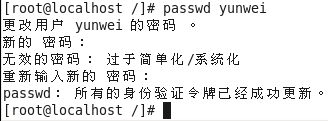 [root@localhost /]# passwd yunwei
更改用户 yunwei 的密码 。
新的 密码：
无效的密码： 过于简单化/系统化
重新输入新的 密码：
passwd： 所有的身份验证令牌已经成功更新。
[root@localhost /]#